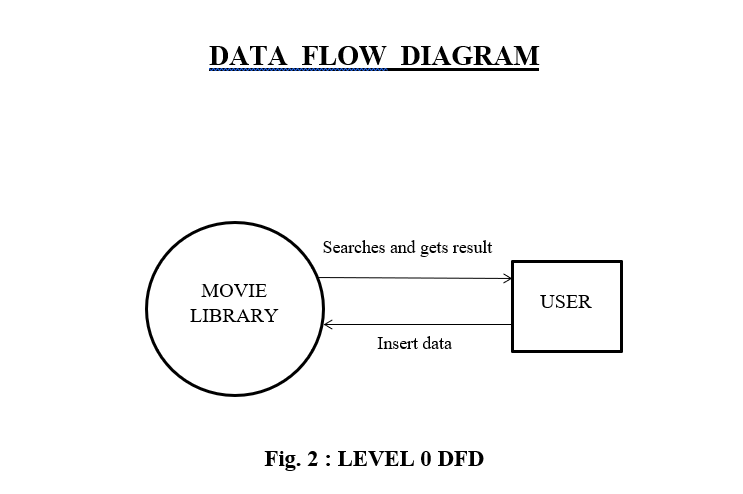 DATA FLOW DIAGRAM
Searches and gets result
MOVIE
LIBRARY
USER
Insert data
Fig. 2 : LEVEL 0 DFD